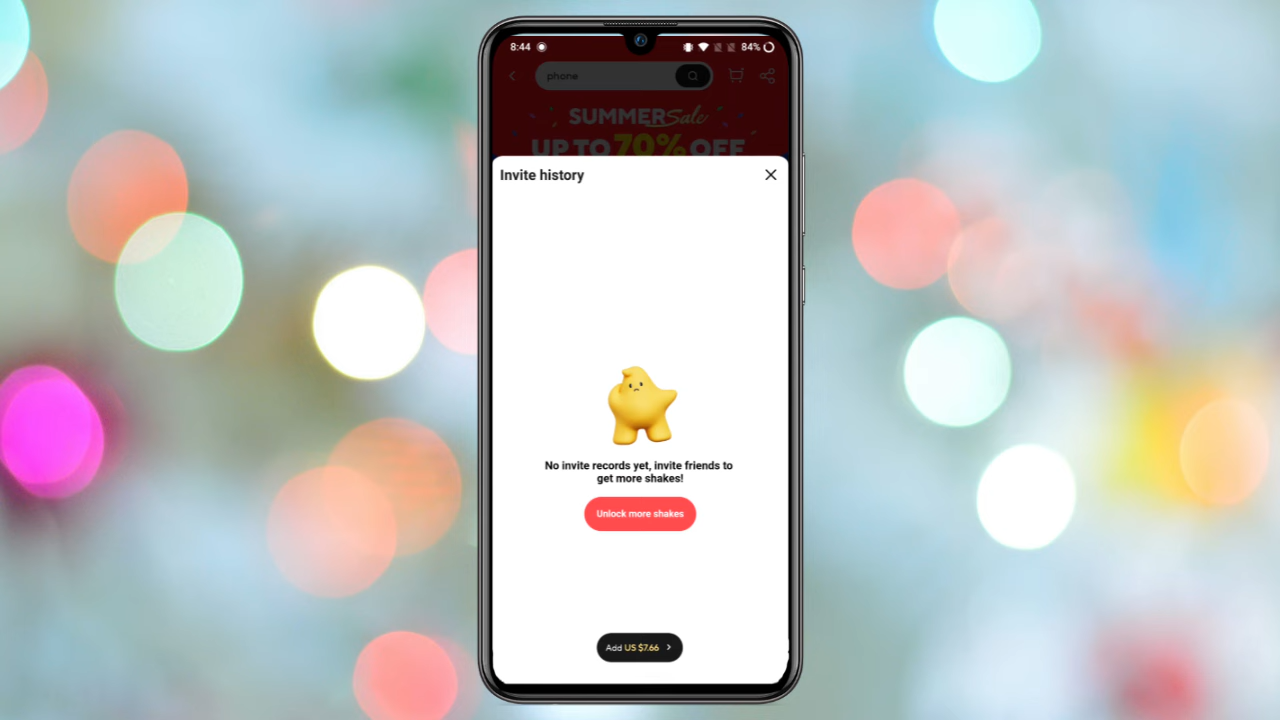 8:44
84%
phone
SUMMER Sale
UP TO 70% OFF
Invite history
No invite records yet, invite friends to
get more shakes!
Unlock more shakes
Add US $7.66